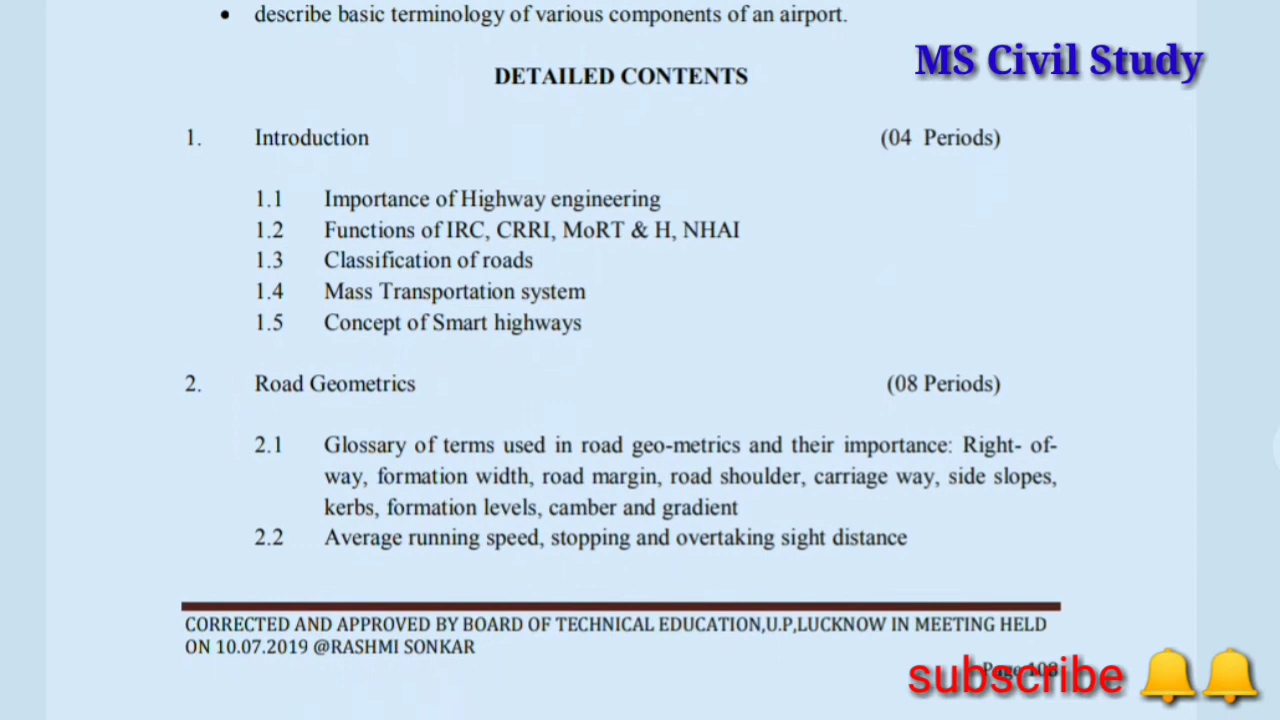 • describe basic terminology of various components of an airport.
MS Civil Study
DETAILED CONTENTS
1. Introduction (04 Periods)
1.1 Importance of Highway engineering
1.2 Functions of IRC, CRRI, MoRT & H, NHAI
1.3 Classification of roads
1.4 Mass Transportation system
1.5 Concept of Smart highways
2. Road Geometrics (08 Periods)
2.1 Glossary of terms used in road geo-metrics and their importance: Right- of-
way, formation width, road margin, road shoulder, carriage way, side slopes,
kerbs, formation levels, camber and gradient
2.2 Average running speed, stopping and overtaking sight distance
CORRECTED AND APPROVED BY BOARD OF TECHNICAL EDUCATION,U.P,LUCKNOW IN MEETING HELD
ON 10.07.2019 @RASHMI SONKAR
Page 108
subscribe